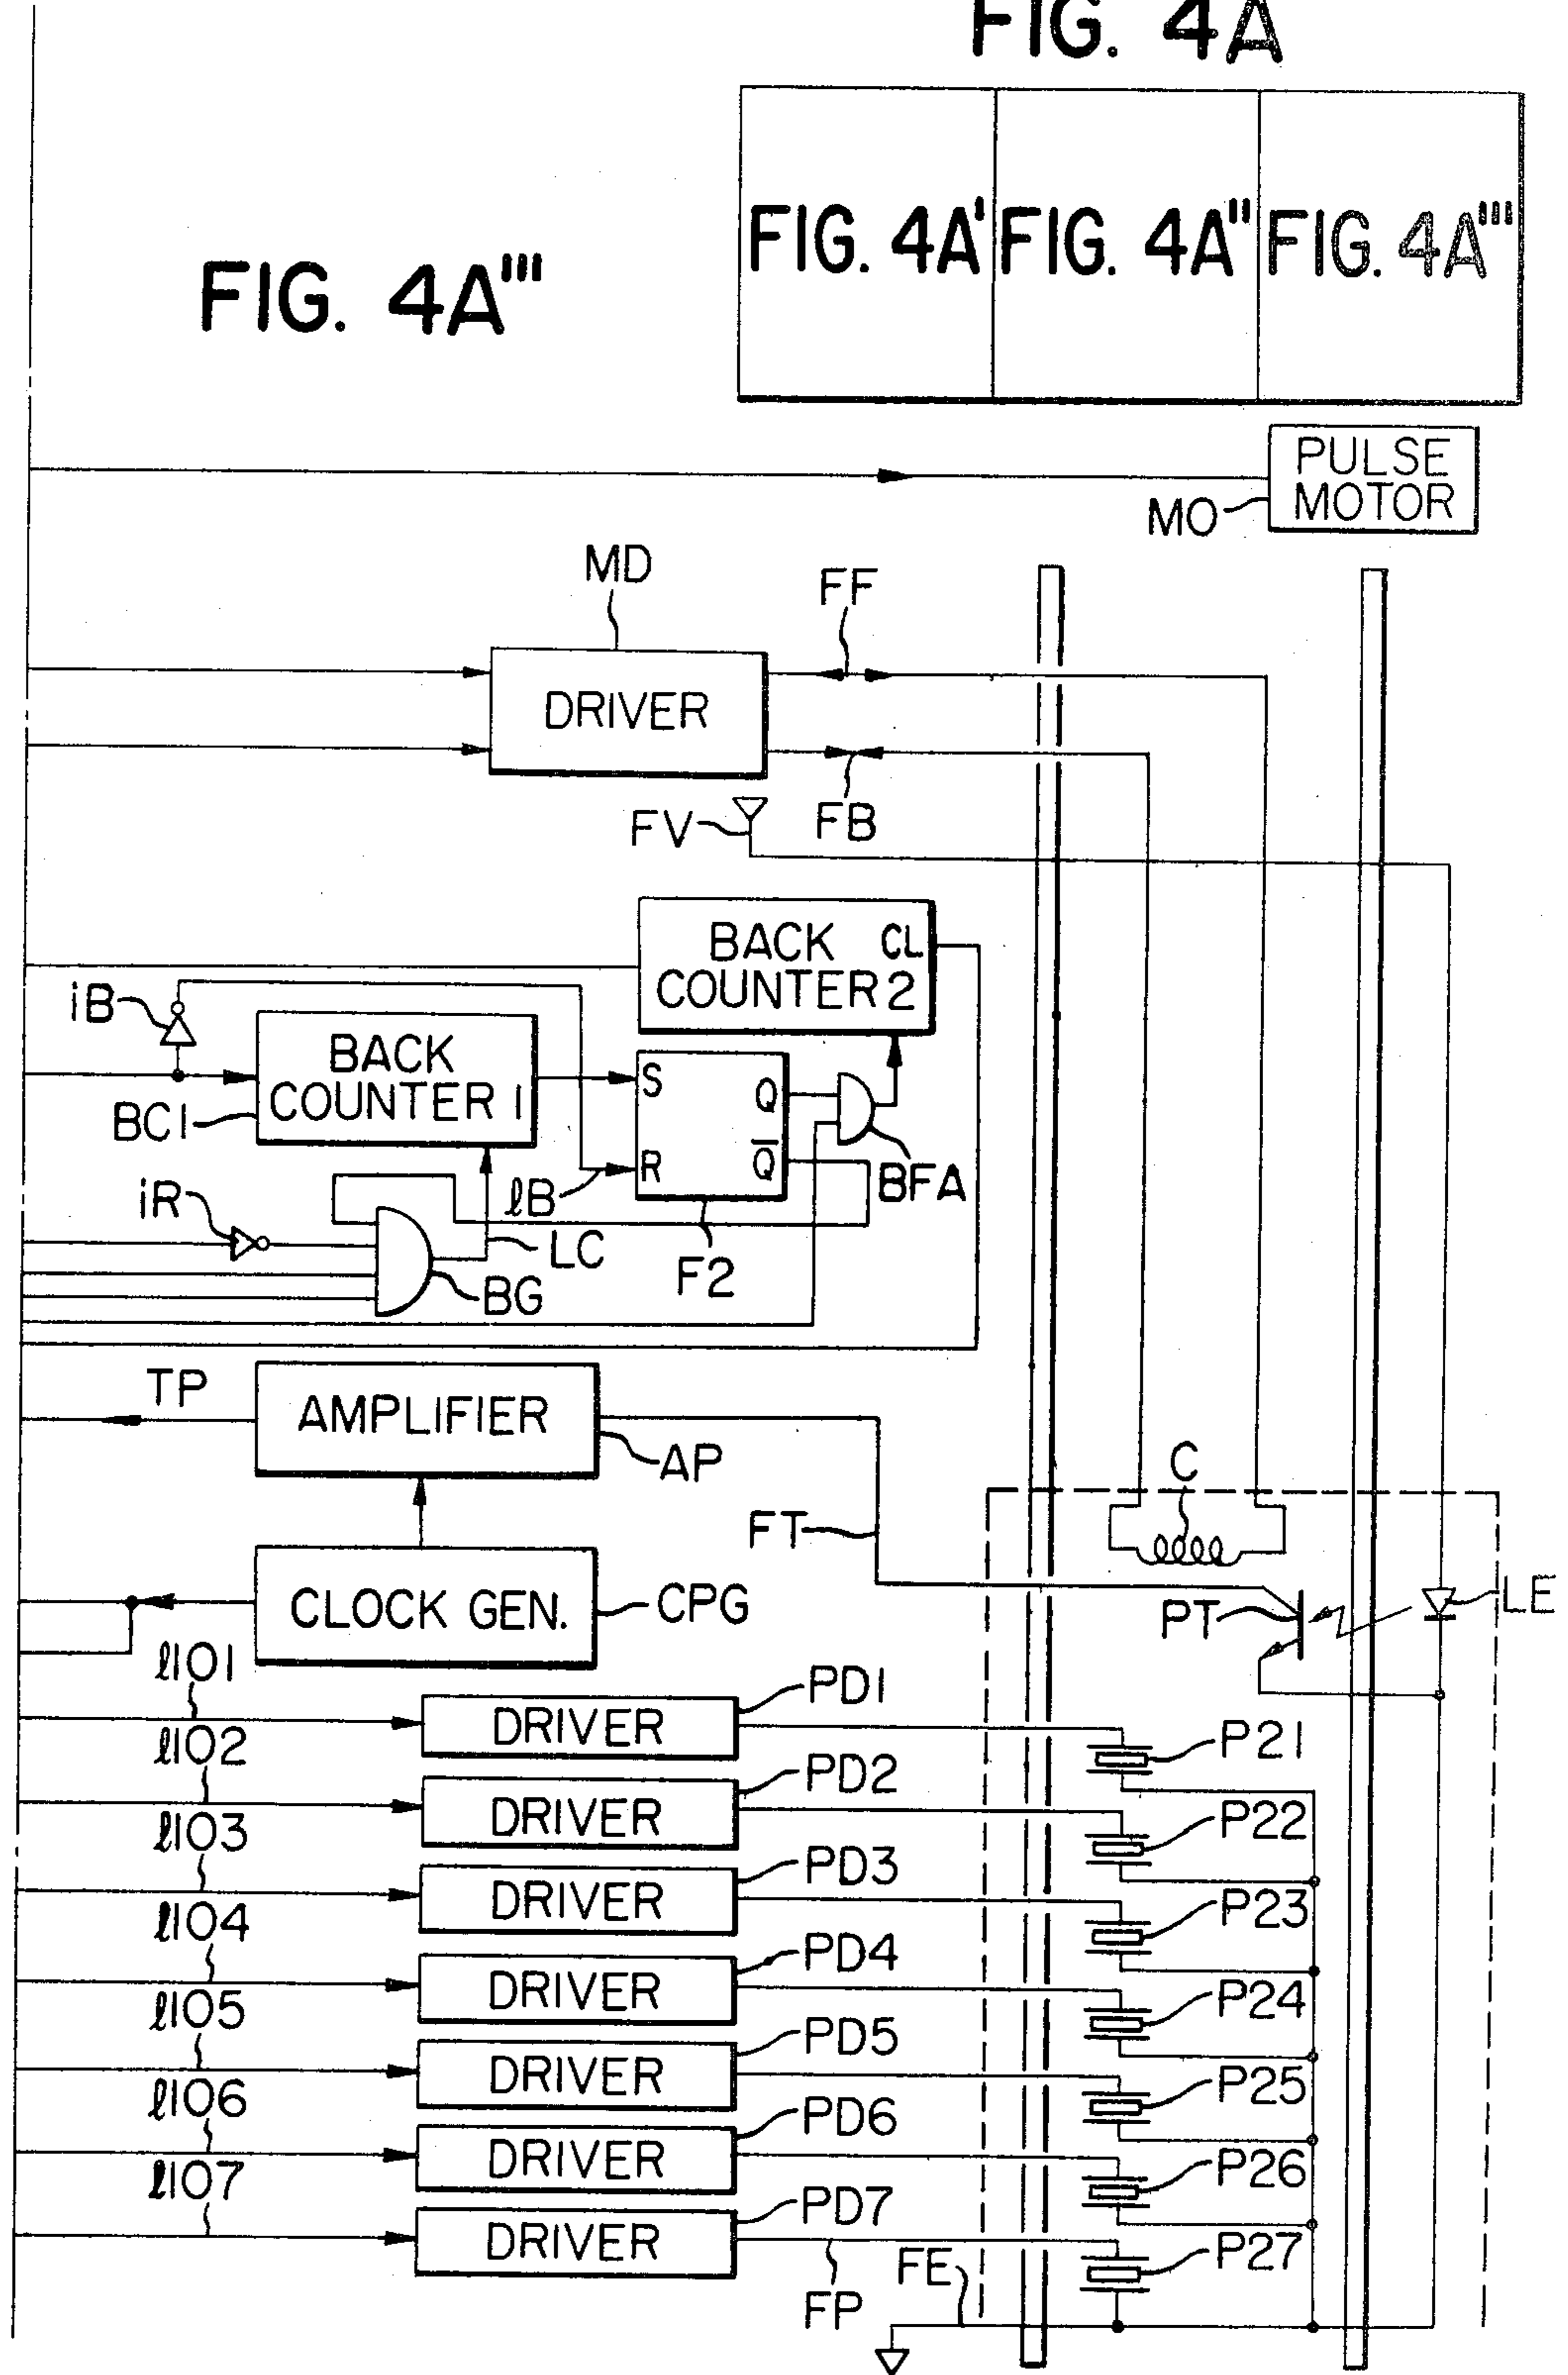 FIG. 4A
FIG. 4A' FIG. 4A'' FIG. 4A'''
FIG. 4A'''
PULSE
MOTOR
MO
MD
FF
DRIVER
FV
FB
BACK CL
COUNTER 2
iB
BACK
COUNTER 1
BC1
S Q
R Q̅
BFA
iR
ℓB
LC
BG
F2
TP
AMPLIFIER
AP
C
FT
CLOCK GEN.
CPG
PT
LE
ℓ101
DRIVER
PD1
P21
ℓ102
DRIVER
PD2
P22
ℓ103
DRIVER
PD3
P23
ℓ104
DRIVER
PD4
P24
ℓ105
DRIVER
PD5
P25
ℓ106
DRIVER
PD6
P26
ℓ107
DRIVER
PD7
P27
FP
FE